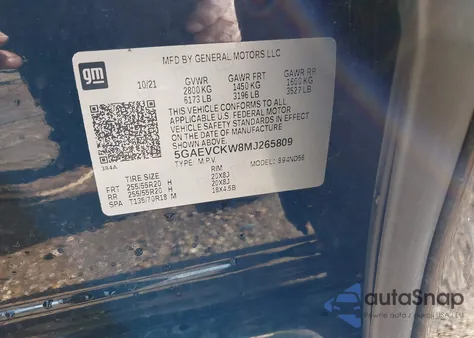 MFD BY GENERAL MOTORS LLC
gm
10/21
GVWR GAWR FRT GAWR RR
2800 KG 1450 KG 1600 KG
6173 LB 3196 LB 3527 LB
THIS VEHICLE CONFORMS TO ALL
APPLICABLE U.S. FEDERAL MOTOR
VEHICLE SAFETY STANDARDS IN EFFECT
ON THE DATE OF MANUFACTURE
SHOWN ABOVE.
5GAEVCKW8MJ265809
TYPE: M.P.V. MODEL:
TIRE SIZE RIM
FRT 255/55R20 H 20X8J
RR 255/55R20 H 20X8J
SPA T135/70R18 M 18X4.5B
autoSnap